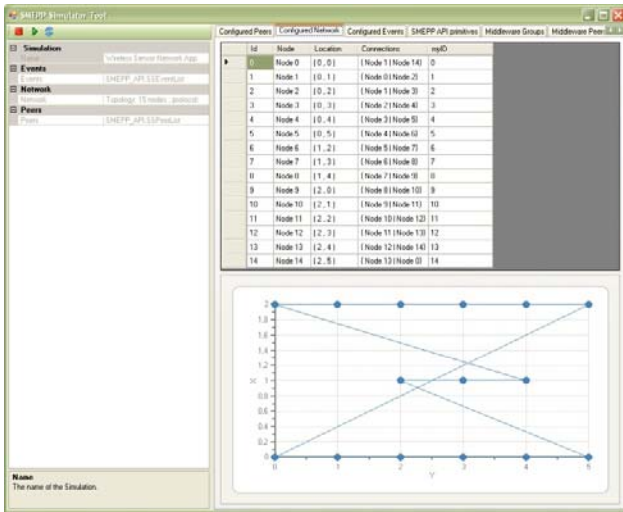 SMEPP Simulator Tool
Configured Peers Configured Network Configured Events SMEPP API primitives Middleware Groups Middleware Peers
Simulation
Name Wireless Sensor Network App
Events
Events SMEPP_API.SSEventList
Network
Network Topology: 15 nodes
Peers
Peers SMEPP_API.SSPeerList
Id Node Location Connections myID
0 Node 0 ( 0 , 0 ) ( Node 1 | Node 14) 0
1 Node 1 ( 0 , 1 ) ( Node 0 | Node 2) 1
2 Node 2 ( 0 , 2 ) ( Node 1 | Node 3) 2
3 Node 3 ( 0 , 3 ) ( Node 2 | Node 4) 3
4 Node 4 ( 0 , 4 ) ( Node 3 | Node 5) 4
5 Node 5 ( 0 , 5 ) ( Node 4 | Node 6) 5
6 Node 6 ( 1 , 2 ) ( Node 5 | Node 7) 6
7 Node 7 ( 1 , 3 ) ( Node 6 | Node 8) 7
8 Node 8 ( 1 , 4 ) ( Node 7 | Node 9) 8
9 Node 9 ( 2 , 0 ) ( Node 8 | Node 10) 9
10 Node 10 ( 2 , 1 ) ( Node 9 | Node 11) 10
11 Node 11 ( 2 , 2 ) ( Node 10 | Node 12) 11
12 Node 12 ( 2 , 3 ) ( Node 11 | Node 13) 12
13 Node 13 ( 2 , 4 ) ( Node 12 | Node 14) 13
14 Node 14 ( 2 , 5 ) ( Node 13 | Node 0) 14
2
1.8
1.6
1.4
1.2
X 1
0.8
0.6
0.4
0.2
0
0 1 2 3 4 5
Y
Name
The name of the Simulation.